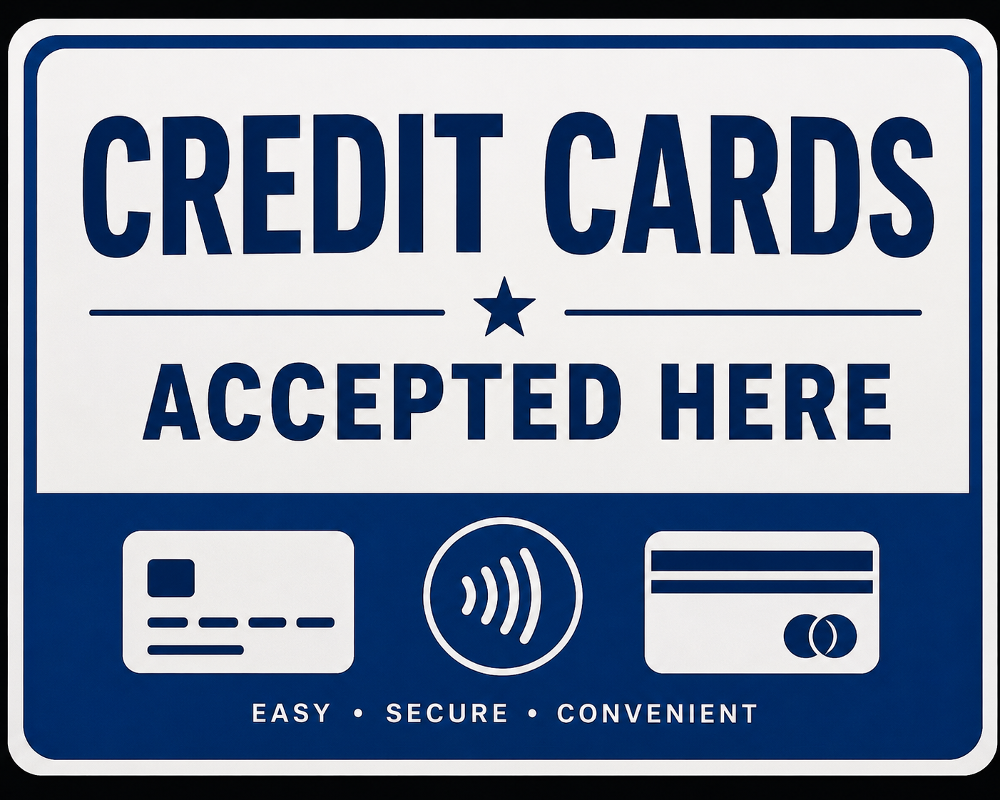 CREDIT CARDS
ACCEPTED HERE
EASY • SECURE • CONVENIENT